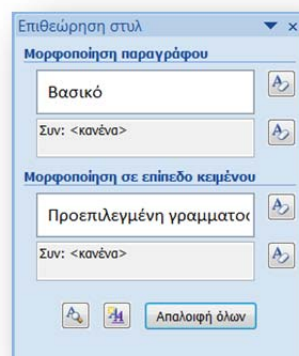 Επιθεώρηση στυλ
Μορφοποίηση παραγράφου
Βασικό
Συν: <κανένα>
Μορφοποίηση σε επίπεδο κειμένου
Προεπιλεγμένη γραμματοσ
Συν: <κανένα>
Απαλοιφή όλων